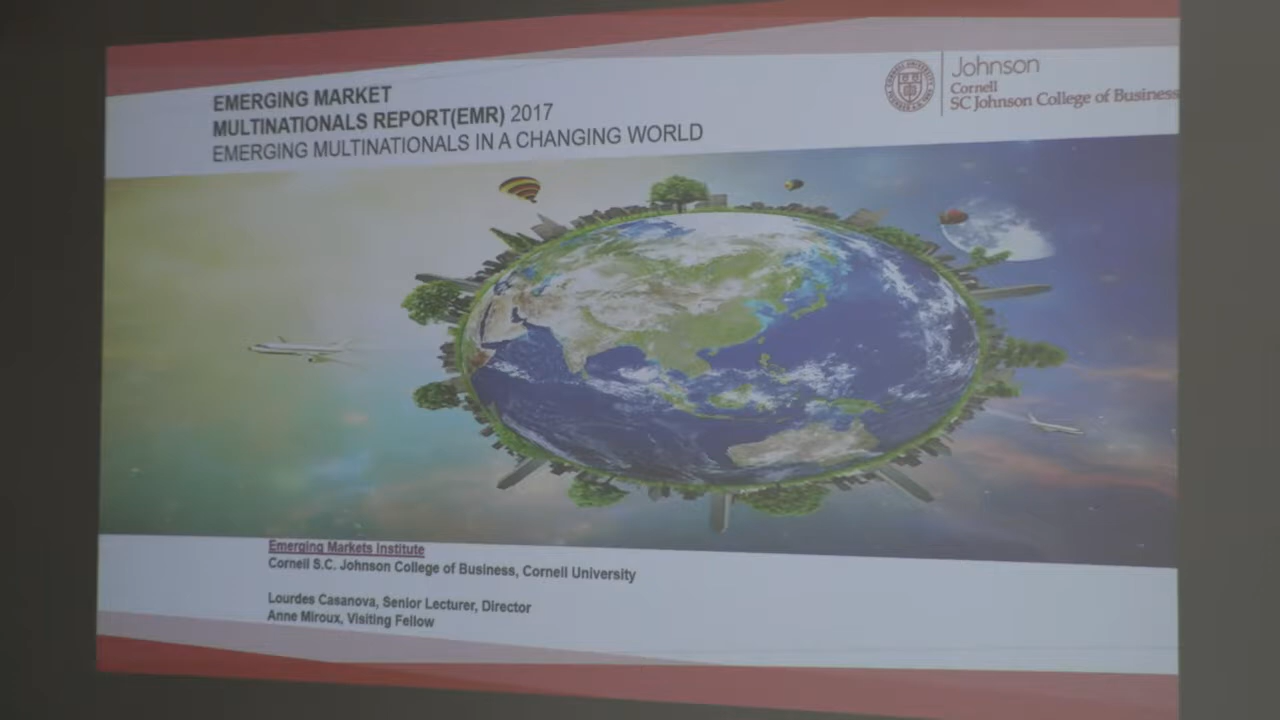 EMERGING MARKET
MULTINATIONALS REPORT(EMR) 2017
EMERGING MULTINATIONALS IN A CHANGING WORLD
Johnson
Cornell
SC Johnson College of Business
Emerging Markets Institute
Cornell S.C. Johnson College of Business, Cornell University
Lourdes Casanova, Senior Lecturer, Director
Anne Miroux, Visiting Fellow